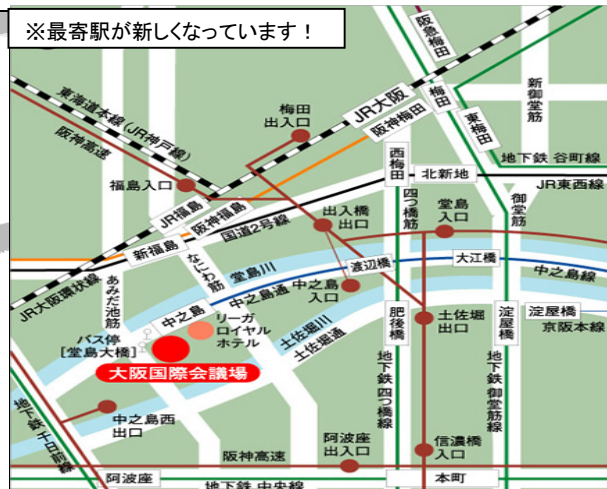 ※最寄駅が新しくなっています！
阪急梅田
梅田
新御堂筋
JR大阪
東海道本線(JR神戸線)
阪神高速
梅田
出入口
阪神梅田
東梅田
地下鉄 谷町線
西梅田
北新地
JR東西線
福島入口
JR福島
阪神福島
国道2号線
新福島
四つ橋筋
御堂筋
出入橋
出口
堂島
入口
JR大阪環状線
あみだ池筋
なにわ筋
堂島川
中之島通
中之島
入口
渡辺橋
大江橋
中之島線
中之島
リーガ
ロイヤル
ホテル
バス停
[堂島大橋]
土佐堀川
土佐堀通
肥後橋
土佐堀
出口
淀屋橋
淀屋橋
京阪本線
大阪国際会議場
地下鉄 千日前線
中之島西
出口
地下鉄四つ橋線
地下鉄御堂筋線
阪神高速
阿波座
出入口
信濃橋
入口
阿波座
地下鉄 中央線
本町